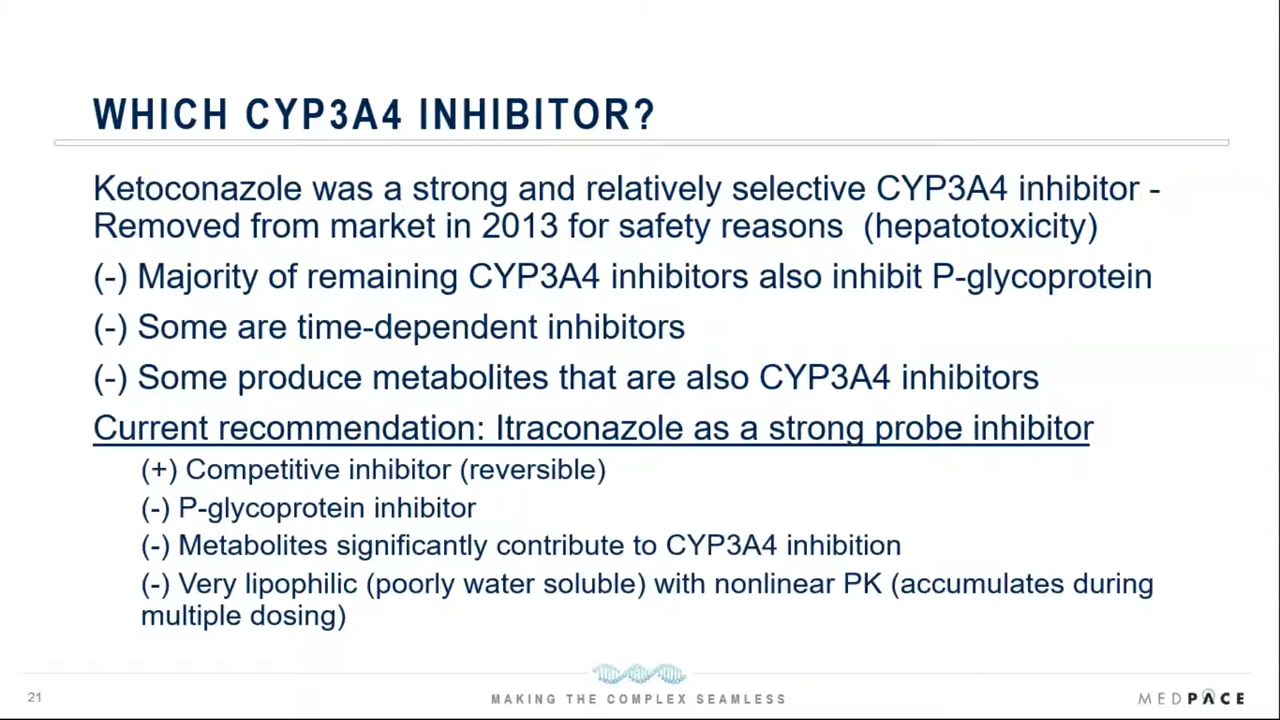 WHICH CYP3A4 INHIBITOR?
Ketoconazole was a strong and relatively selective CYP3A4 inhibitor -
Removed from market in 2013 for safety reasons  (hepatotoxicity)
(-) Majority of remaining CYP3A4 inhibitors also inhibit P-glycoprotein
(-) Some are time-dependent inhibitors
(-) Some produce metabolites that are also CYP3A4 inhibitors
Current recommendation: Itraconazole as a strong probe inhibitor
(+) Competitive inhibitor (reversible)
(-) P-glycoprotein inhibitor
(-) Metabolites significantly contribute to CYP3A4 inhibition
(-) Very lipophilic (poorly water soluble) with nonlinear PK (accumulates during
multiple dosing)
21
MAKING THE COMPLEX SEAMLESS
MEDPACE